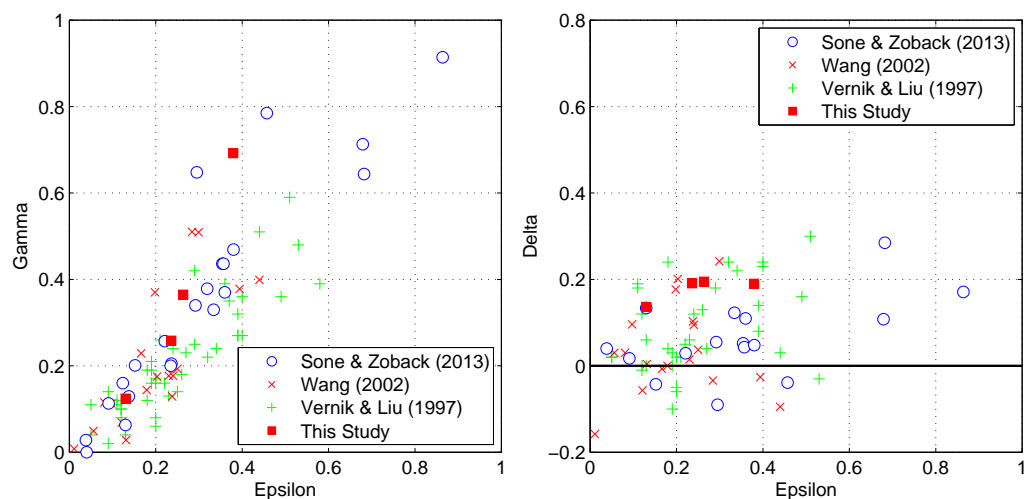 1
0.8
0.6
0.4
0.2
0
0
0.2
0.4
0.6
0.8
1
Gamma
Epsilon
Sone & Zoback (2013)
Wang (2002)
Vernik & Liu (1997)
This Study
0.8
0.6
0.4
0.2
0
−0.2
0
0.2
0.4
0.6
0.8
1
Delta
Epsilon
Sone & Zoback (2013)
Wang (2002)
Vernik & Liu (1997)
This Study